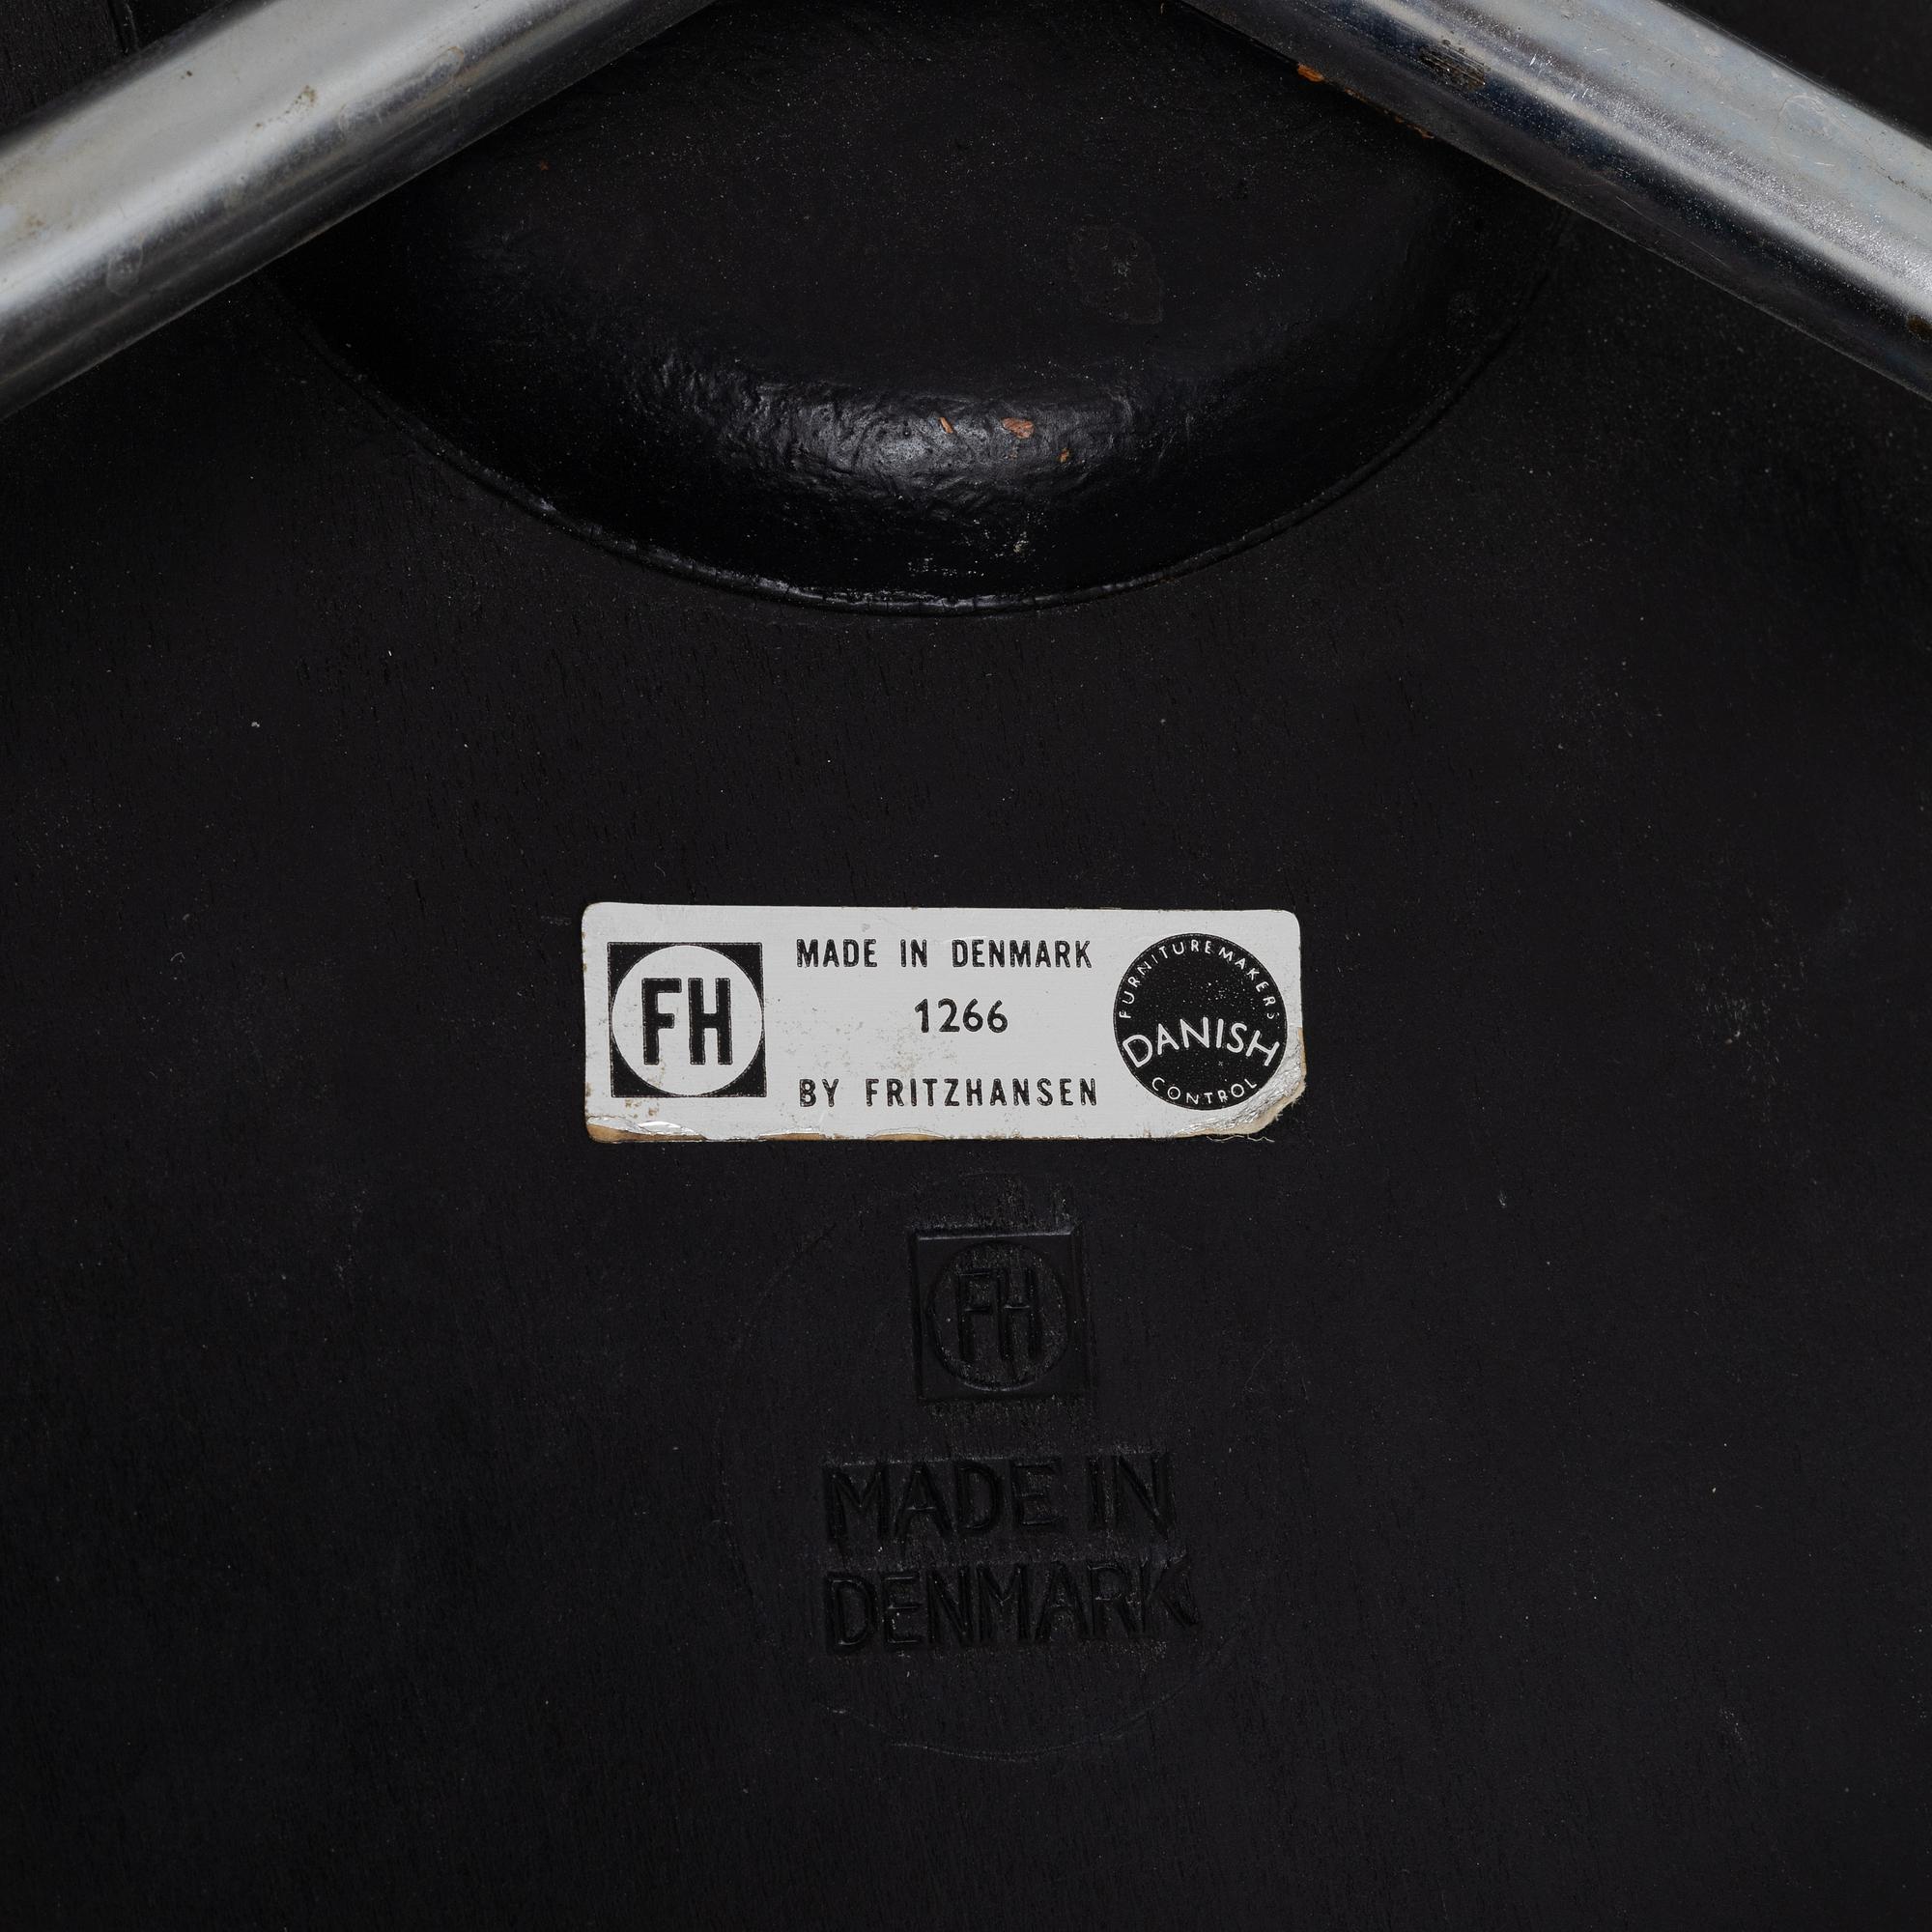 FH
MADE IN DENMARK
1266
BY FRITZHANSEN
FURNITUREMAKERS
DANISH
CONTROL
FH
MADE IN
DENMARK